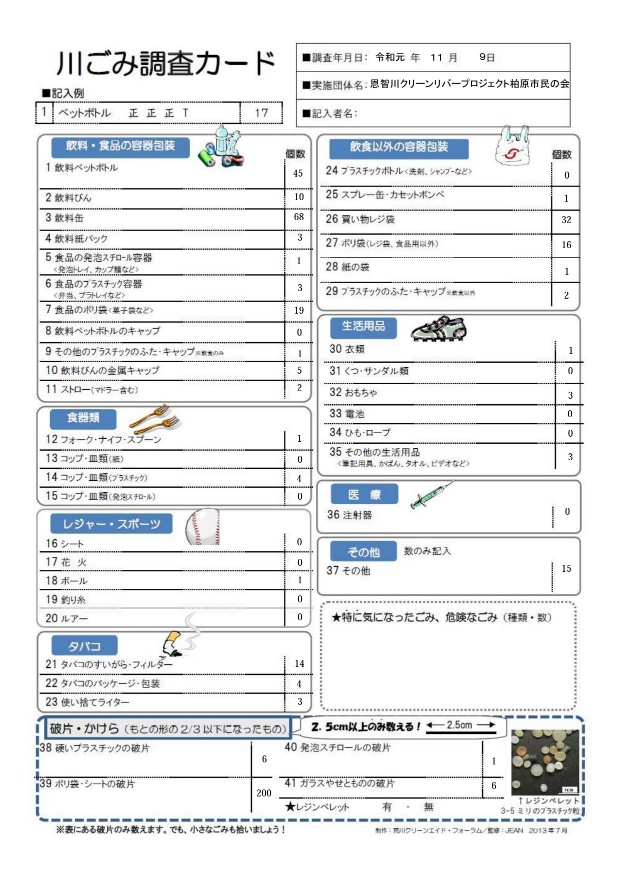 川ごみ調査カード
■調査年月日: 令和元 年 11 月 9日
■実施団体名: 恩智川クリーンリバープロジェクト柏原市民の会
■記入者名:
■記入例
1 ペットボトル 正 正 正 T 17
飲料・食品の容器包装 個数
1 飲料ペットボトル 45
2 飲料びん 10
3 飲料缶 68
4 飲料紙パック 3
5 食品の発泡スチロール容器 1
<発泡トレイ、カップ麺など>
6 食品のプラスチック容器 3
<弁当、プラトレイなど>
7 食品のポリ袋<菓子袋など> 19
8 飲料ペットボトルのキャップ 0
9 その他のプラスチックのふた・キャップ※飲食のみ 1
10 飲料びんの金属キャップ 5
11 ストロー(マドラー含む) 2
食器類
12 フォーク・ナイフ・スプーン 1
13 コップ・皿類(紙) 0
14 コップ・皿類(プラスチック) 4
15 コップ・皿類(発泡スチロール) 0
レジャー・スポーツ
16 シート 0
17 花 火 0
18 ボール 1
19 釣り糸 0
20 ルアー 0
タバコ
21 タバコのすいがら・フィルター 14
22 タバコのパッケージ・包装 4
23 使い捨てライター 3
飲食以外の容器包装 個数
24 プラスチックボトル<洗剤、シャンプーなど> 0
25 スプレー缶・カセットボンベ 1
26 買い物レジ袋 32
27 ポリ袋(レジ袋、食品用以外) 16
28 紙の袋 1
29 プラスチックのふた・キャップ※飲食以外 2
生活用品
30 衣類 1
31 くつ・サンダル類 0
32 おもちゃ 3
33 電池 0
34 ひも・ロープ 0
35 その他の生活用品 3
<筆記用具、かばん、タオル、ビデオなど>
医 療
36 注射器 0
その他 数のみ記入
37 その他 15
★特に気になったごみ、危険なごみ (種類・数)
破片・かけら (もとの形の2/3以下になったもの) 2.5cm以上のみ数える! 2.5cm
38 硬いプラスチックの破片 6
39 ポリ袋・シートの破片 200
40 発泡スチロールの破片 1
41 ガラスやせとものの破片 6
★レジンペレット 有 ・ 無
1cm
↑レジンペレット
3-5ミリのプラスチック粒
※表にある破片のみ数えます。でも、小さなごみも拾いましょう!
制作:荒川クリーンエイド・フォーラム/監修:JEAN 2013年7月